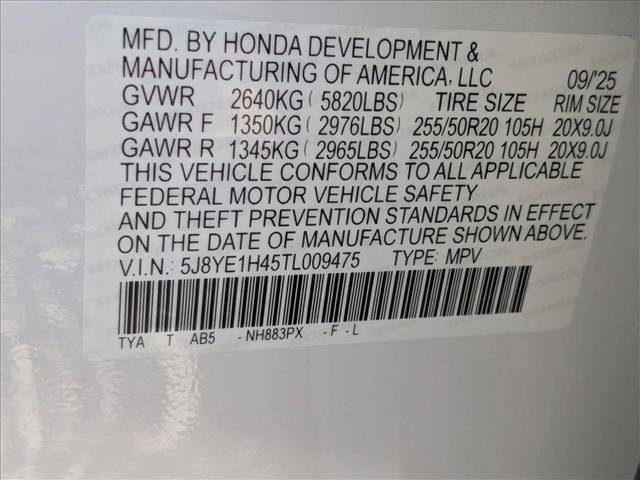 MFD. BY HONDA DEVELOPMENT &
MANUFACTURING OF AMERICA, LLC 09/'25
GVWR 2640KG ( 5820LBS) TIRE SIZE RIM SIZE
GAWR F 1350KG ( 2976LBS) 255/50R20 105H 20X9.0J
GAWR R 1345KG ( 2965LBS) 255/50R20 105H 20X9.0J
THIS VEHICLE CONFORMS TO ALL APPLICABLE
FEDERAL MOTOR VEHICLE SAFETY
AND THEFT PREVENTION STANDARDS IN EFFECT
ON THE DATE OF MANUFACTURE SHOWN ABOVE.
V.I.N.: 5J8YE1H45TL009475 TYPE: MPV
TYA T AB5 -NH883PX -F-L